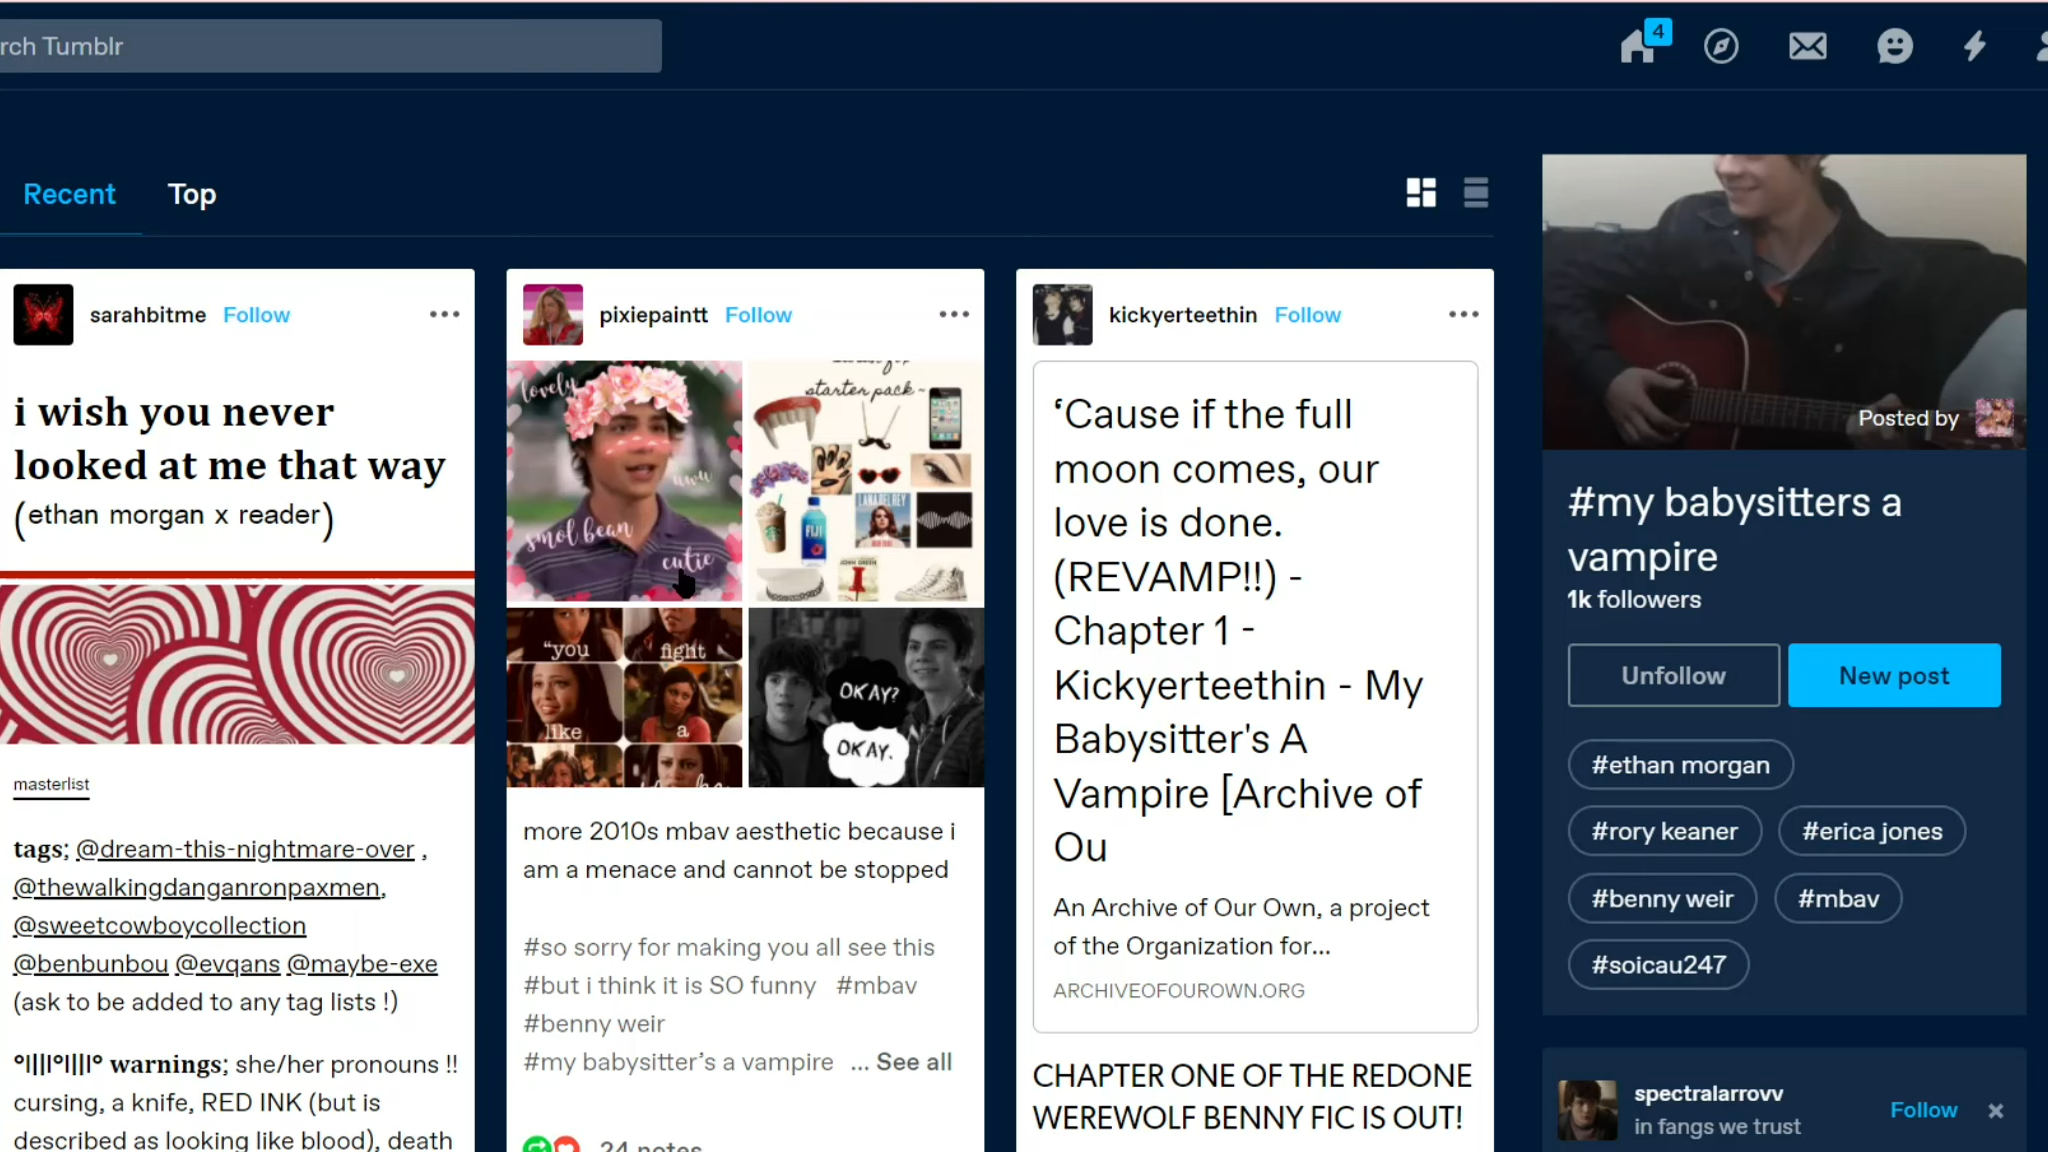 rch Tumblr
4
Recent
Top
sarahbitme Follow
i wish you never
looked at me that way
(ethan morgan x reader)
masterlist
tags; @dream-this-nightmare-over ,
@thewalkingdanganronpaxmen,
@sweetcowboycollection
@benbunbou @evqans @maybe-exe
(ask to be added to any tag lists !)
°l||l°l|||l° warnings; she/her pronouns !!
cursing, a knife, RED INK (but is
described as looking like blood), death
pixiepaintt Follow
lovely
uwu
smol bean
cutie
starter pack~
LANA DEL REY
FIJI
JOHN GREEN
"you
fight
like
a
OKAY?
OKAY.
more 2010s mbav aesthetic because i
am a menace and cannot be stopped
#so sorry for making you all see this
#but i think it is SO funny #mbav
#benny weir
#my babysitter's a vampire ... See all
24 notes
kickyerteethin Follow
‘Cause if the full
moon comes, our
love is done.
(REVAMP!!) -
Chapter 1 -
Kickyerteethin - My
Babysitter's A
Vampire [Archive of
Ou
An Archive of Our Own, a project
of the Organization for...
ARCHIVEOFOUROWN.ORG
CHAPTER ONE OF THE REDONE
WEREWOLF BENNY FIC IS OUT!
Posted by
#my babysitters a
vampire
1k followers
Unfollow
New post
#ethan morgan
#rory keaner
#erica jones
#benny weir
#mbav
#soicau247
spectralarrovv
in fangs we trust
Follow